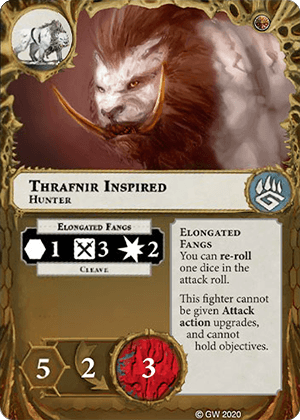 THRAFNIR INSPIRED
HUNTER
ELONGATED FANGS
1 3 2
CLEAVE
ELONGATED
FANGS
You can re-roll
one dice in the
attack roll.
This fighter cannot
be given Attack
action upgrades,
and cannot
hold objectives.
5 2 3
© GW 2020